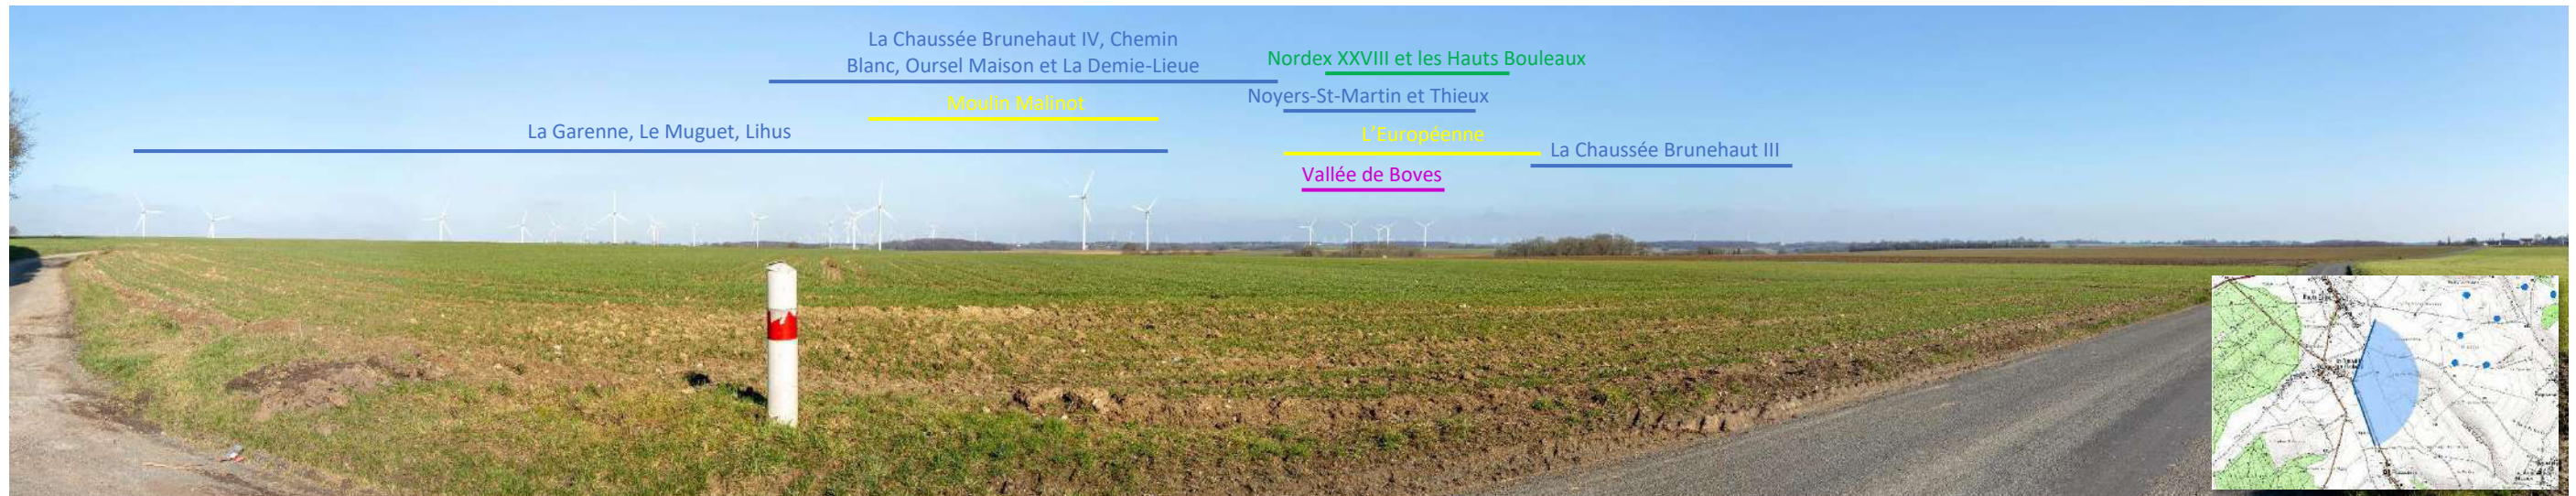 La Chaussée Brunehaut IV, Chemin
Blanc, Oursel Maison et La Demie-Lieue
Nordex XXVIII et les Hauts Bouleaux
Moulin Malinot
Noyers-St-Martin et Thieux
La Garenne, Le Muguet, Lihus
L'Européenne
La Chaussée Brunehaut III
Vallée de Boves